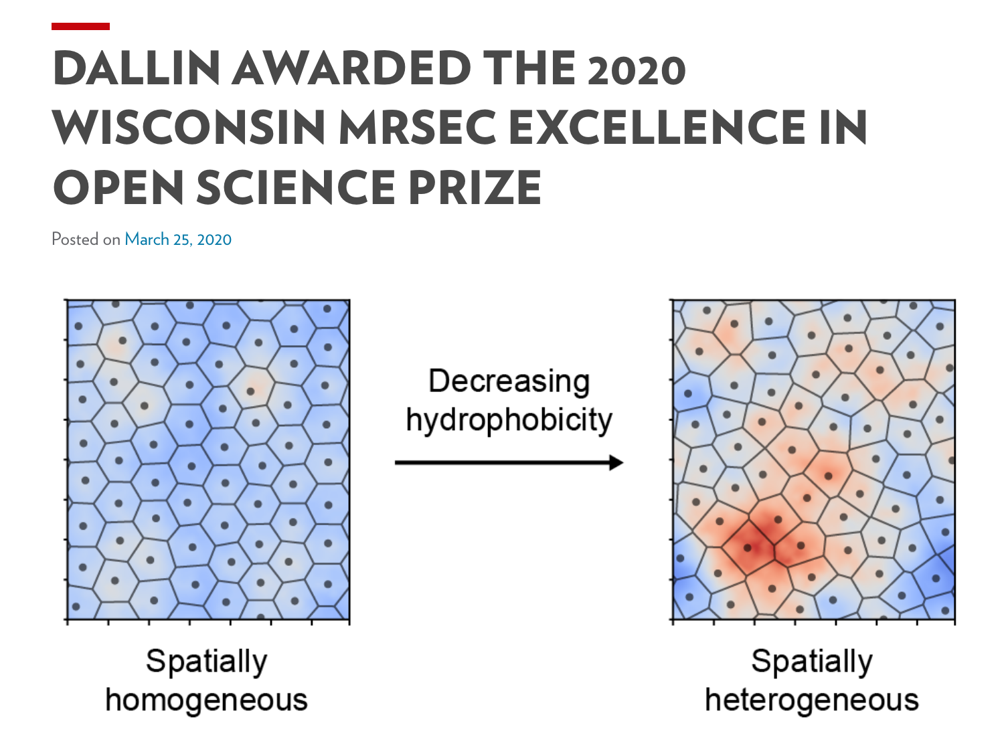 DALLIN AWARDED THE 2020
WISCONSIN MRSEC EXCELLENCE IN
OPEN SCIENCE PRIZE
Posted on March 25, 2020
Decreasing
hydrophobicity
Spatially
homogeneous
Spatially
heterogeneous